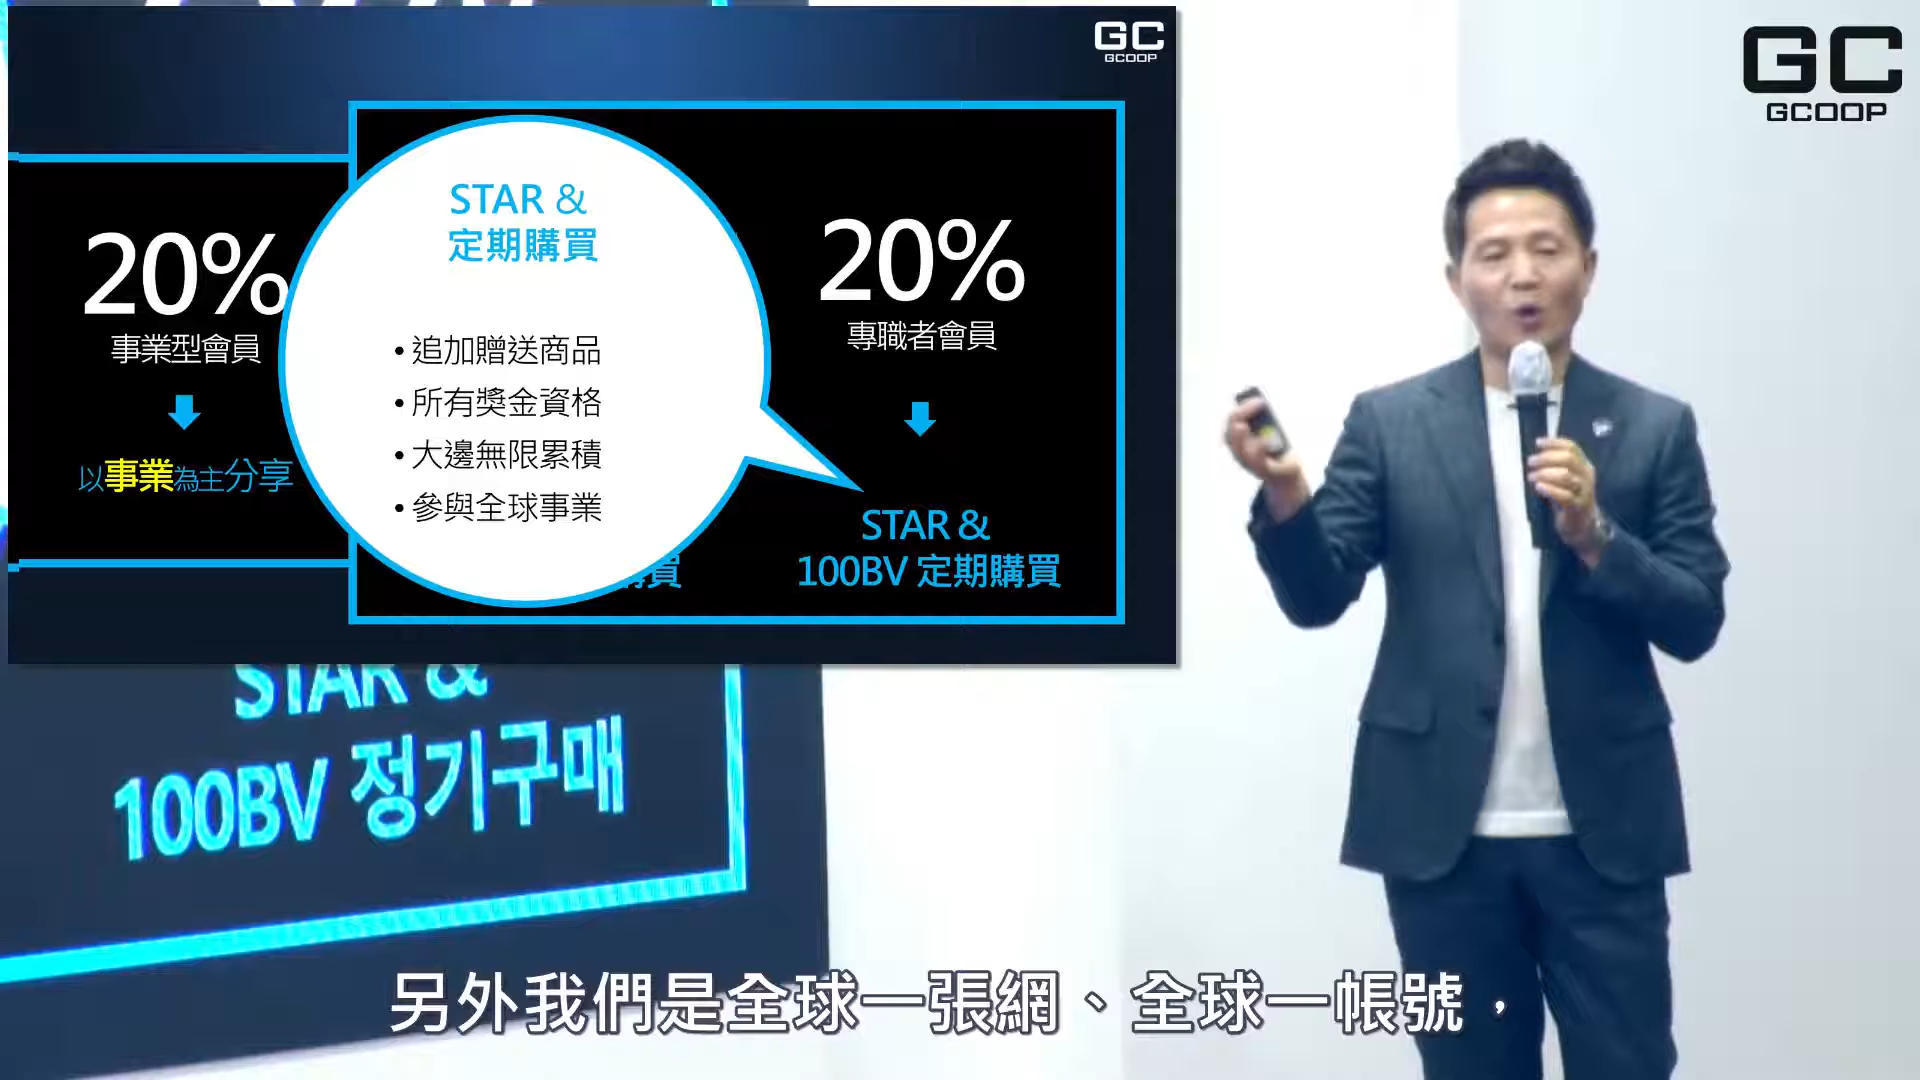 GC
GCOOP
GC
GCOOP
20%
事業型會員
以事業為主分享
STAR &
定期購買
• 追加贈送商品
• 所有獎金資格
• 大邊無限累積
• 參與全球事業
20%
專職者會員
STAR &
100BV 定期購買
購買
STAR &
100BV 정기구매
另外我們是全球一張網、全球一帳號，